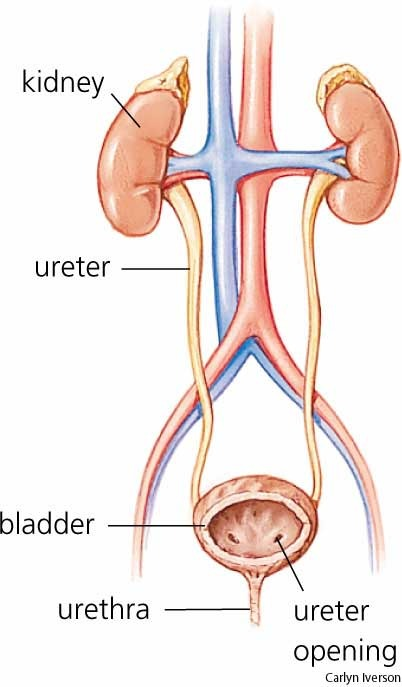 kidney
ureter
bladder
urethra
ureter
opening
Carlyn Iverson